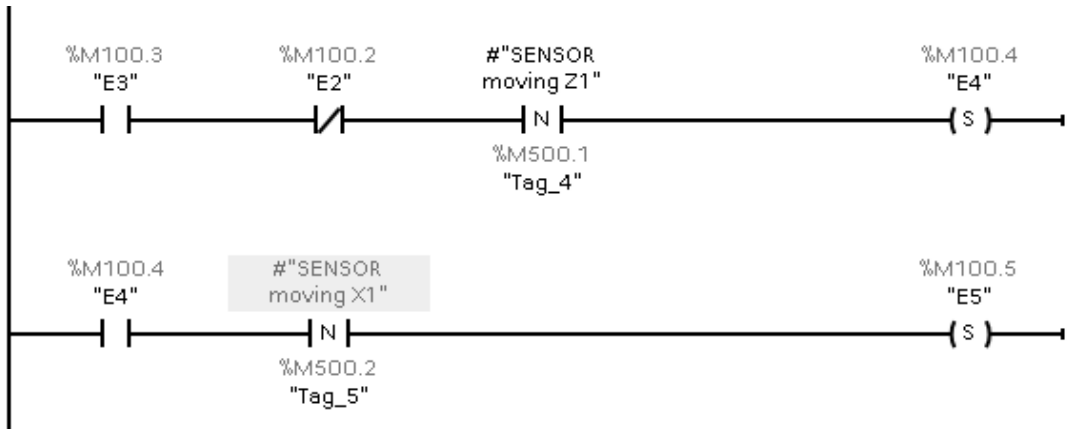 %M100.3 %M100.2 #"SENSOR %M100.4
"E3" "E2" moving Z1" "E4"
N S
%M500.1
"Tag_4"
%M100.4 #"SENSOR %M100.5
"E4" moving X1" "E5"
N S
%M500.2
"Tag_5"